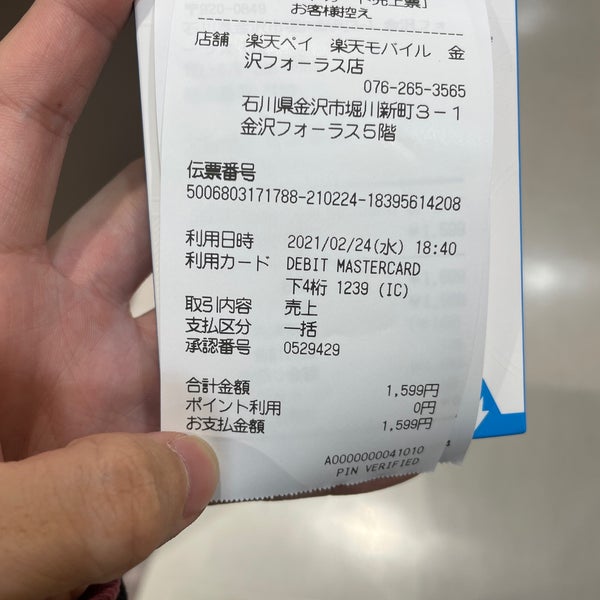 売上票」
お客様控え
店舗 楽天ペイ 楽天モバイル 金
沢フォーラス店
076-265-3565
石川県金沢市堀川新町3-1
金沢フォーラス5階
伝票番号
5006803171788-210224-18395614208
利用日時 2021/02/24(水) 18:40
利用カード DEBIT MASTERCARD
下4桁 1239 (IC)
取引内容 売上
支払区分 一括
承認番号 0529429
合計金額 1,599円
ポイント利用 0円
お支払金額 1,599円
A0000000041010
PIN VERIFIED